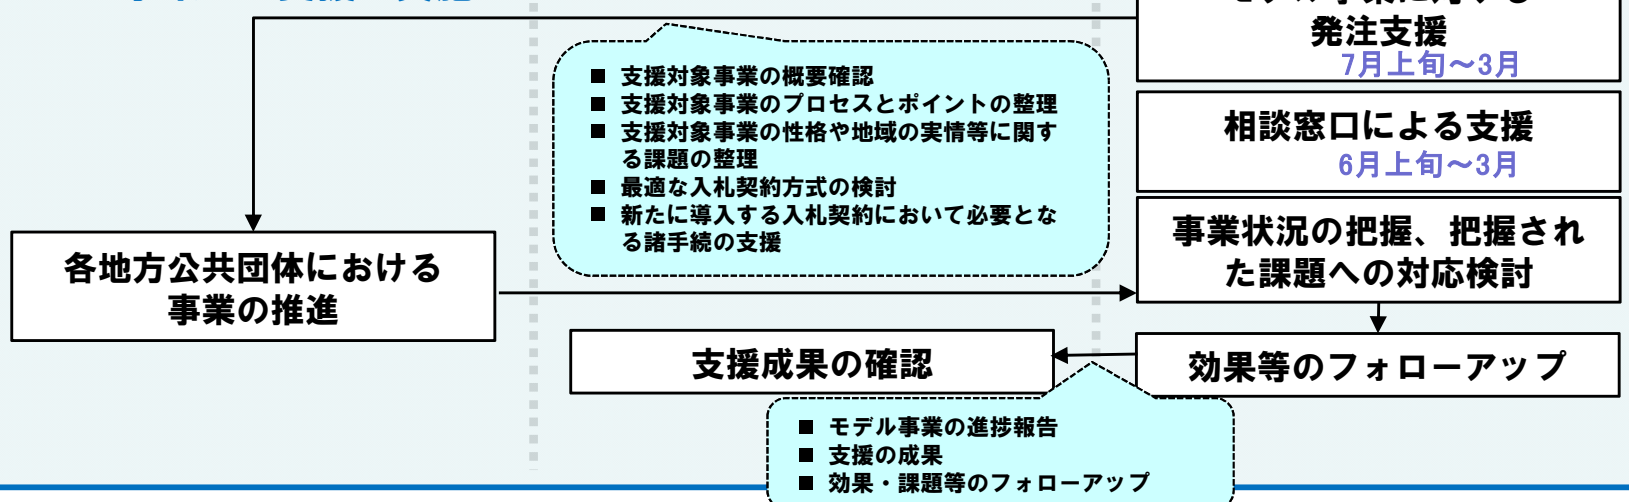 発注支援
7月上旬～3月
■ 支援対象事業の概要確認
■ 支援対象事業のプロセスとポイントの整理
■ 支援対象事業の性格や地域の実情等に関す
る課題の整理
■ 最適な入札契約方式の検討
■ 新たに導入する入札契約において必要とな
る諸手続の支援
相談窓口による支援
6月上旬～3月
事業状況の把握、把握され
た課題への対応検討
各地方公共団体における
事業の推進
支援成果の確認
効果等のフォローアップ
■ モデル事業の進捗報告
■ 支援の成果
■ 効果・課題等のフォローアップ